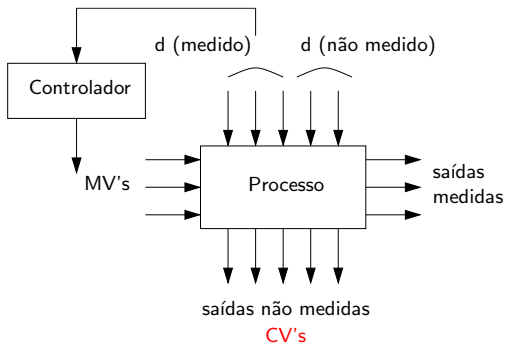 d (medido)
d (não medido)
Controlador
MV's
Processo
saídas
medidas
saídas não medidas
CV's